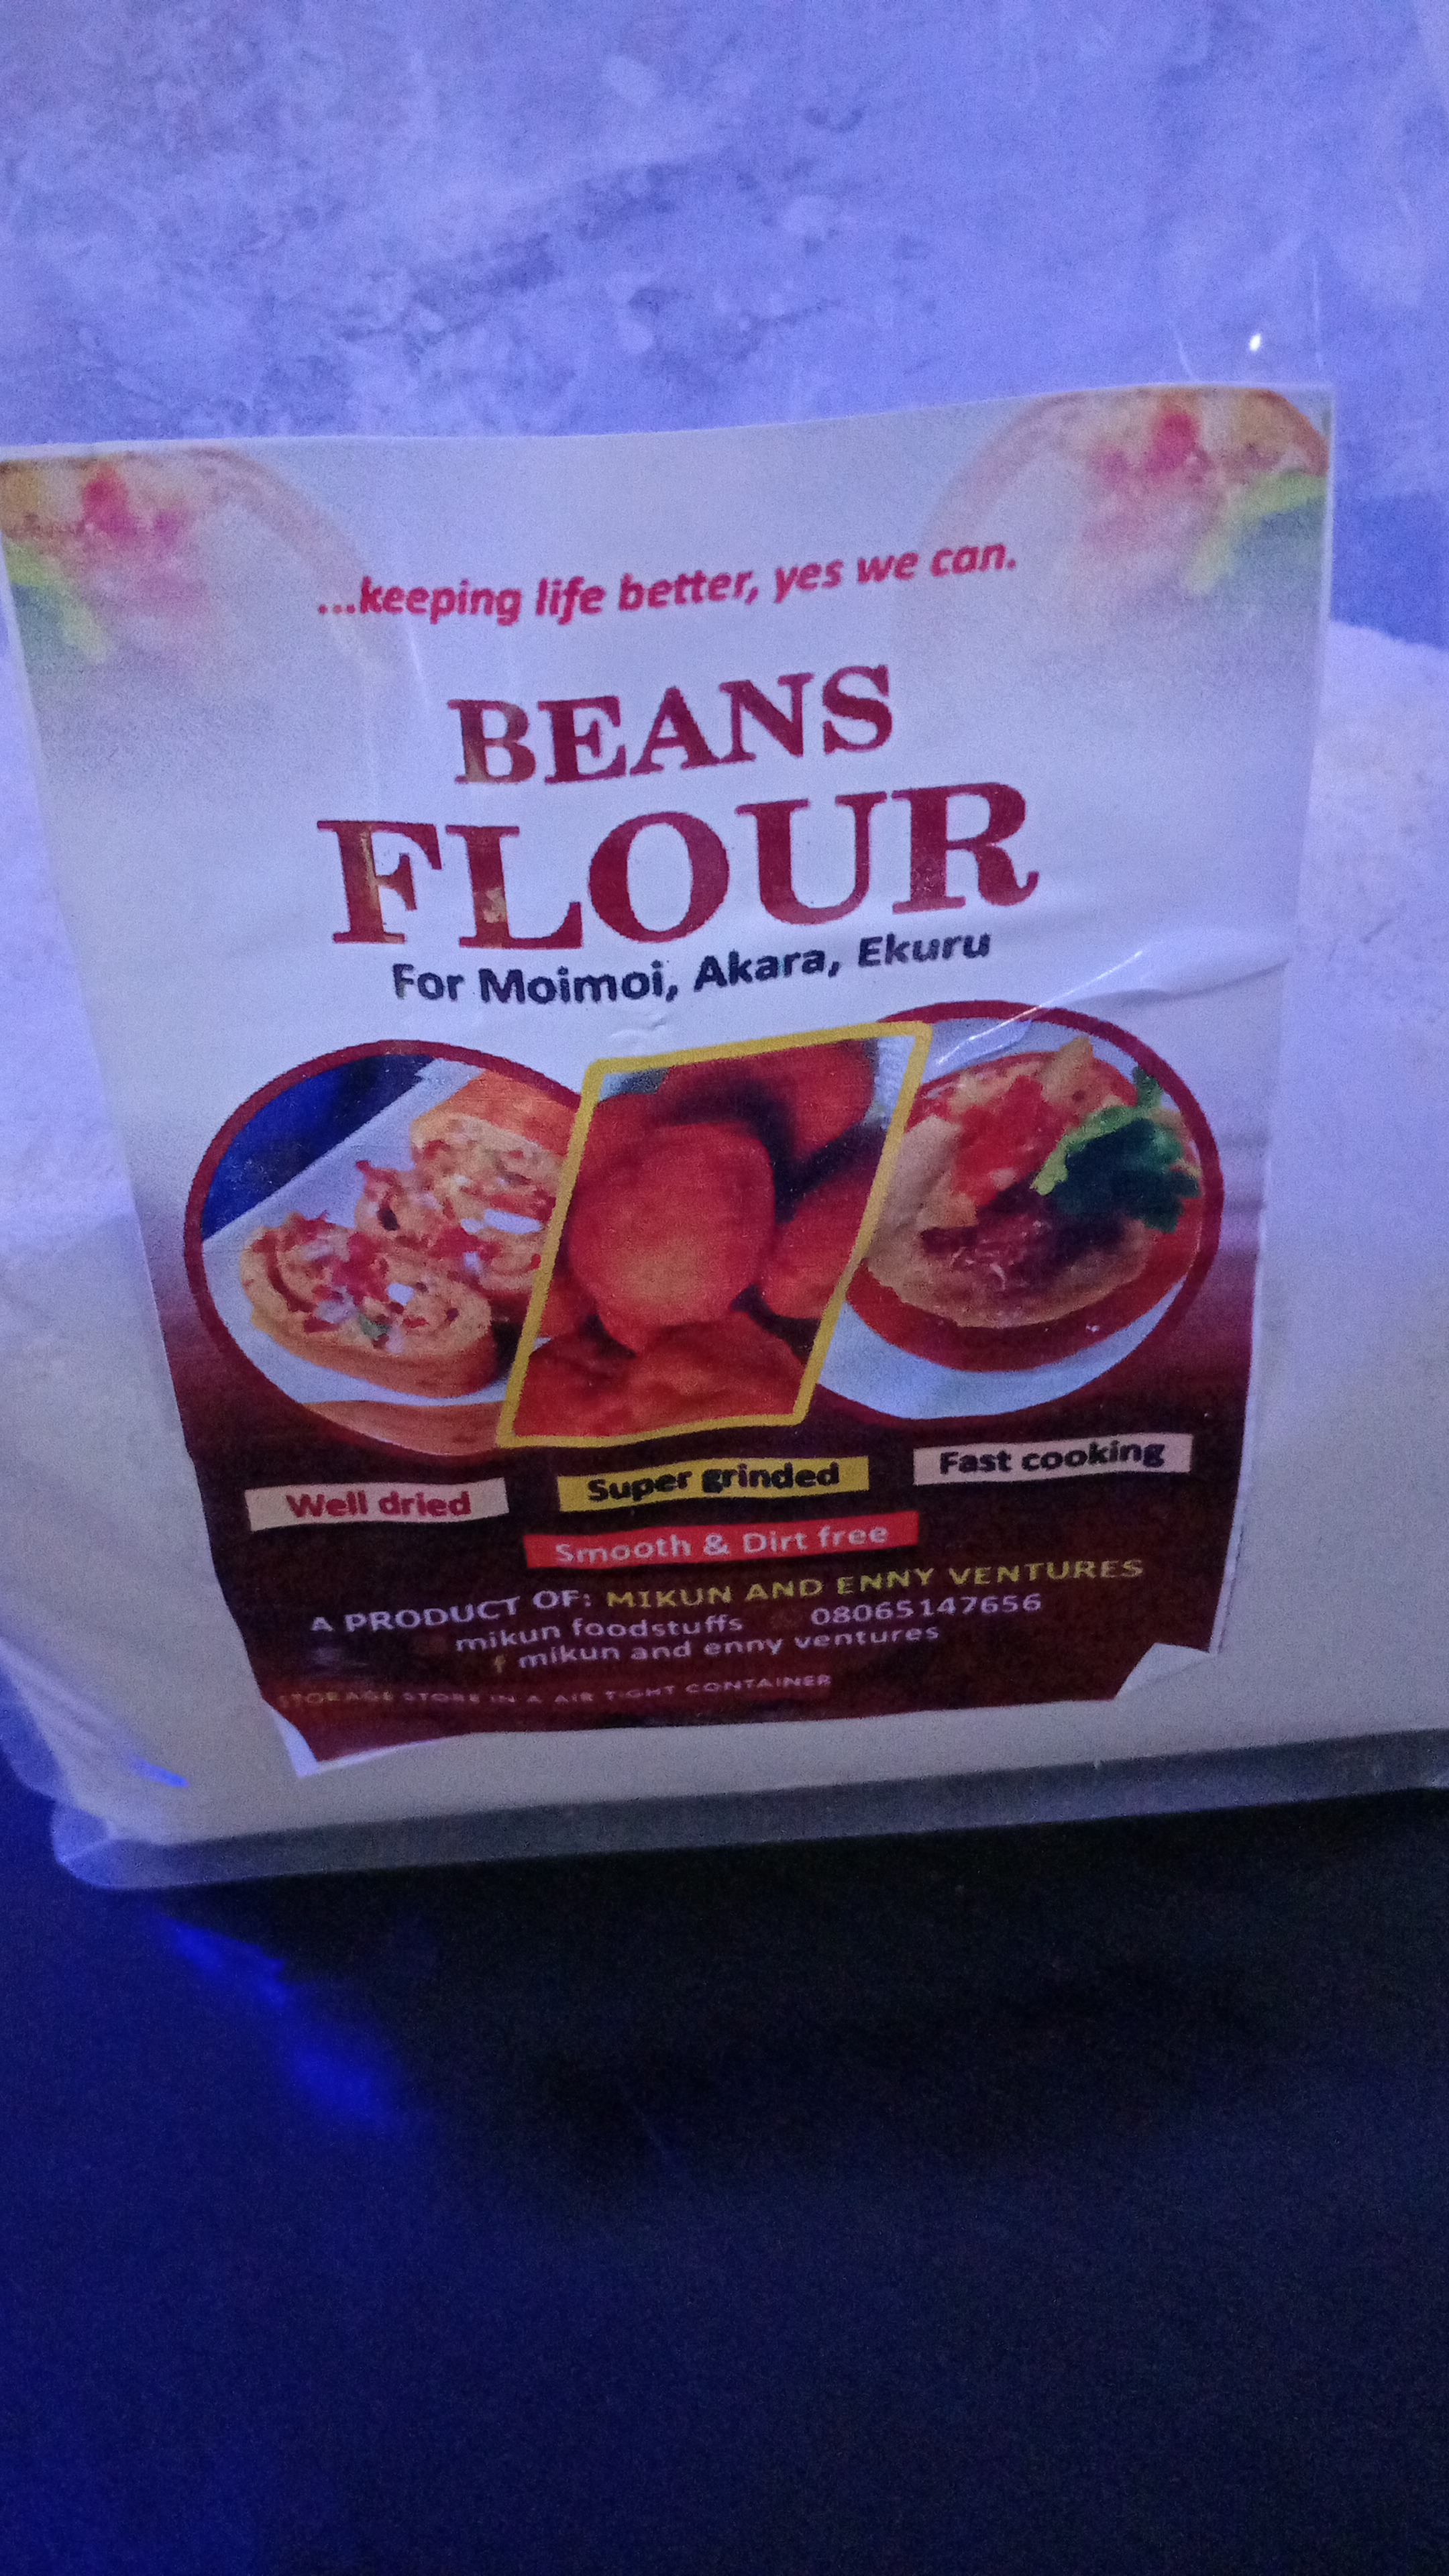 ...keeping life better, yes we can.
BEANS
FLOUR
For Moimoi, Akara, Ekuru
Well dried
Super grinded
Fast cooking
Smooth & Dirt free
A PRODUCT OF: MIKUN AND ENNY VENTURES
mikun foodstuffs 08065147656
f mikun and enny ventures
STORAGE STORE IN A AIR TIGHT CONTAINER